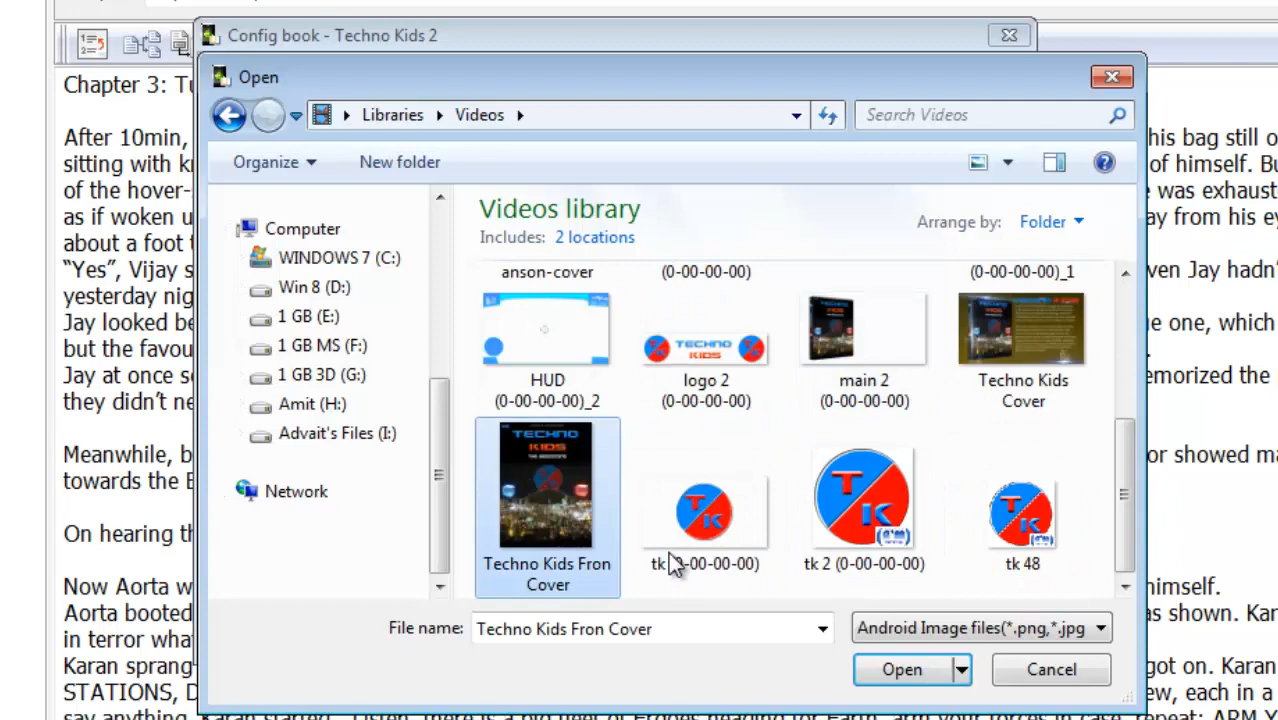 Config book - Techno Kids 2
Open
Libraries
Videos
Search Videos
Organize
New folder
Videos library
Includes: 2 locations
Arrange by: Folder
Computer
WINDOWS 7 (C:)
Win 8 (D:)
1 GB (E:)
1 GB MS (F:)
1 GB 3D (G:)
Amit (H:)
Advait's Files (I:)
Network
anson-cover
(0-00-00-00)
(0-00-00-00)_1
TECHNO
KIDS
HUD
(0-00-00-00)_2
logo 2
(0-00-00-00)
main 2
(0-00-00-00)
Techno Kids
Cover
TECHNO
KIDS
Techno Kids Fron
Cover
TK
tk (0-00-00-00)
TK
tk 2 (0-00-00-00)
TK
tk 48
File name: Techno Kids Fron Cover
Android Image files(*.png,*.jpg
Open
Cancel
Chapter 3: Tu
After 10min,
his bag still o
sitting with kn
of himself. Bu
of the hover-
was exhaust
as if woken u
ay from his ey
about a foot t
"Yes", Vijay s
ven Jay hadn'
yesterday nig
Jay looked be
e one, which
but the favou
Jay at once s
emorized the
they didn't ne
Meanwhile, b
or showed ma
towards the E
On hearing th
Now Aorta w
himself.
Aorta booted
as shown. Kar
in terror wha
Karan sprang
got on. Karan
STATIONS, D
ew, each in a